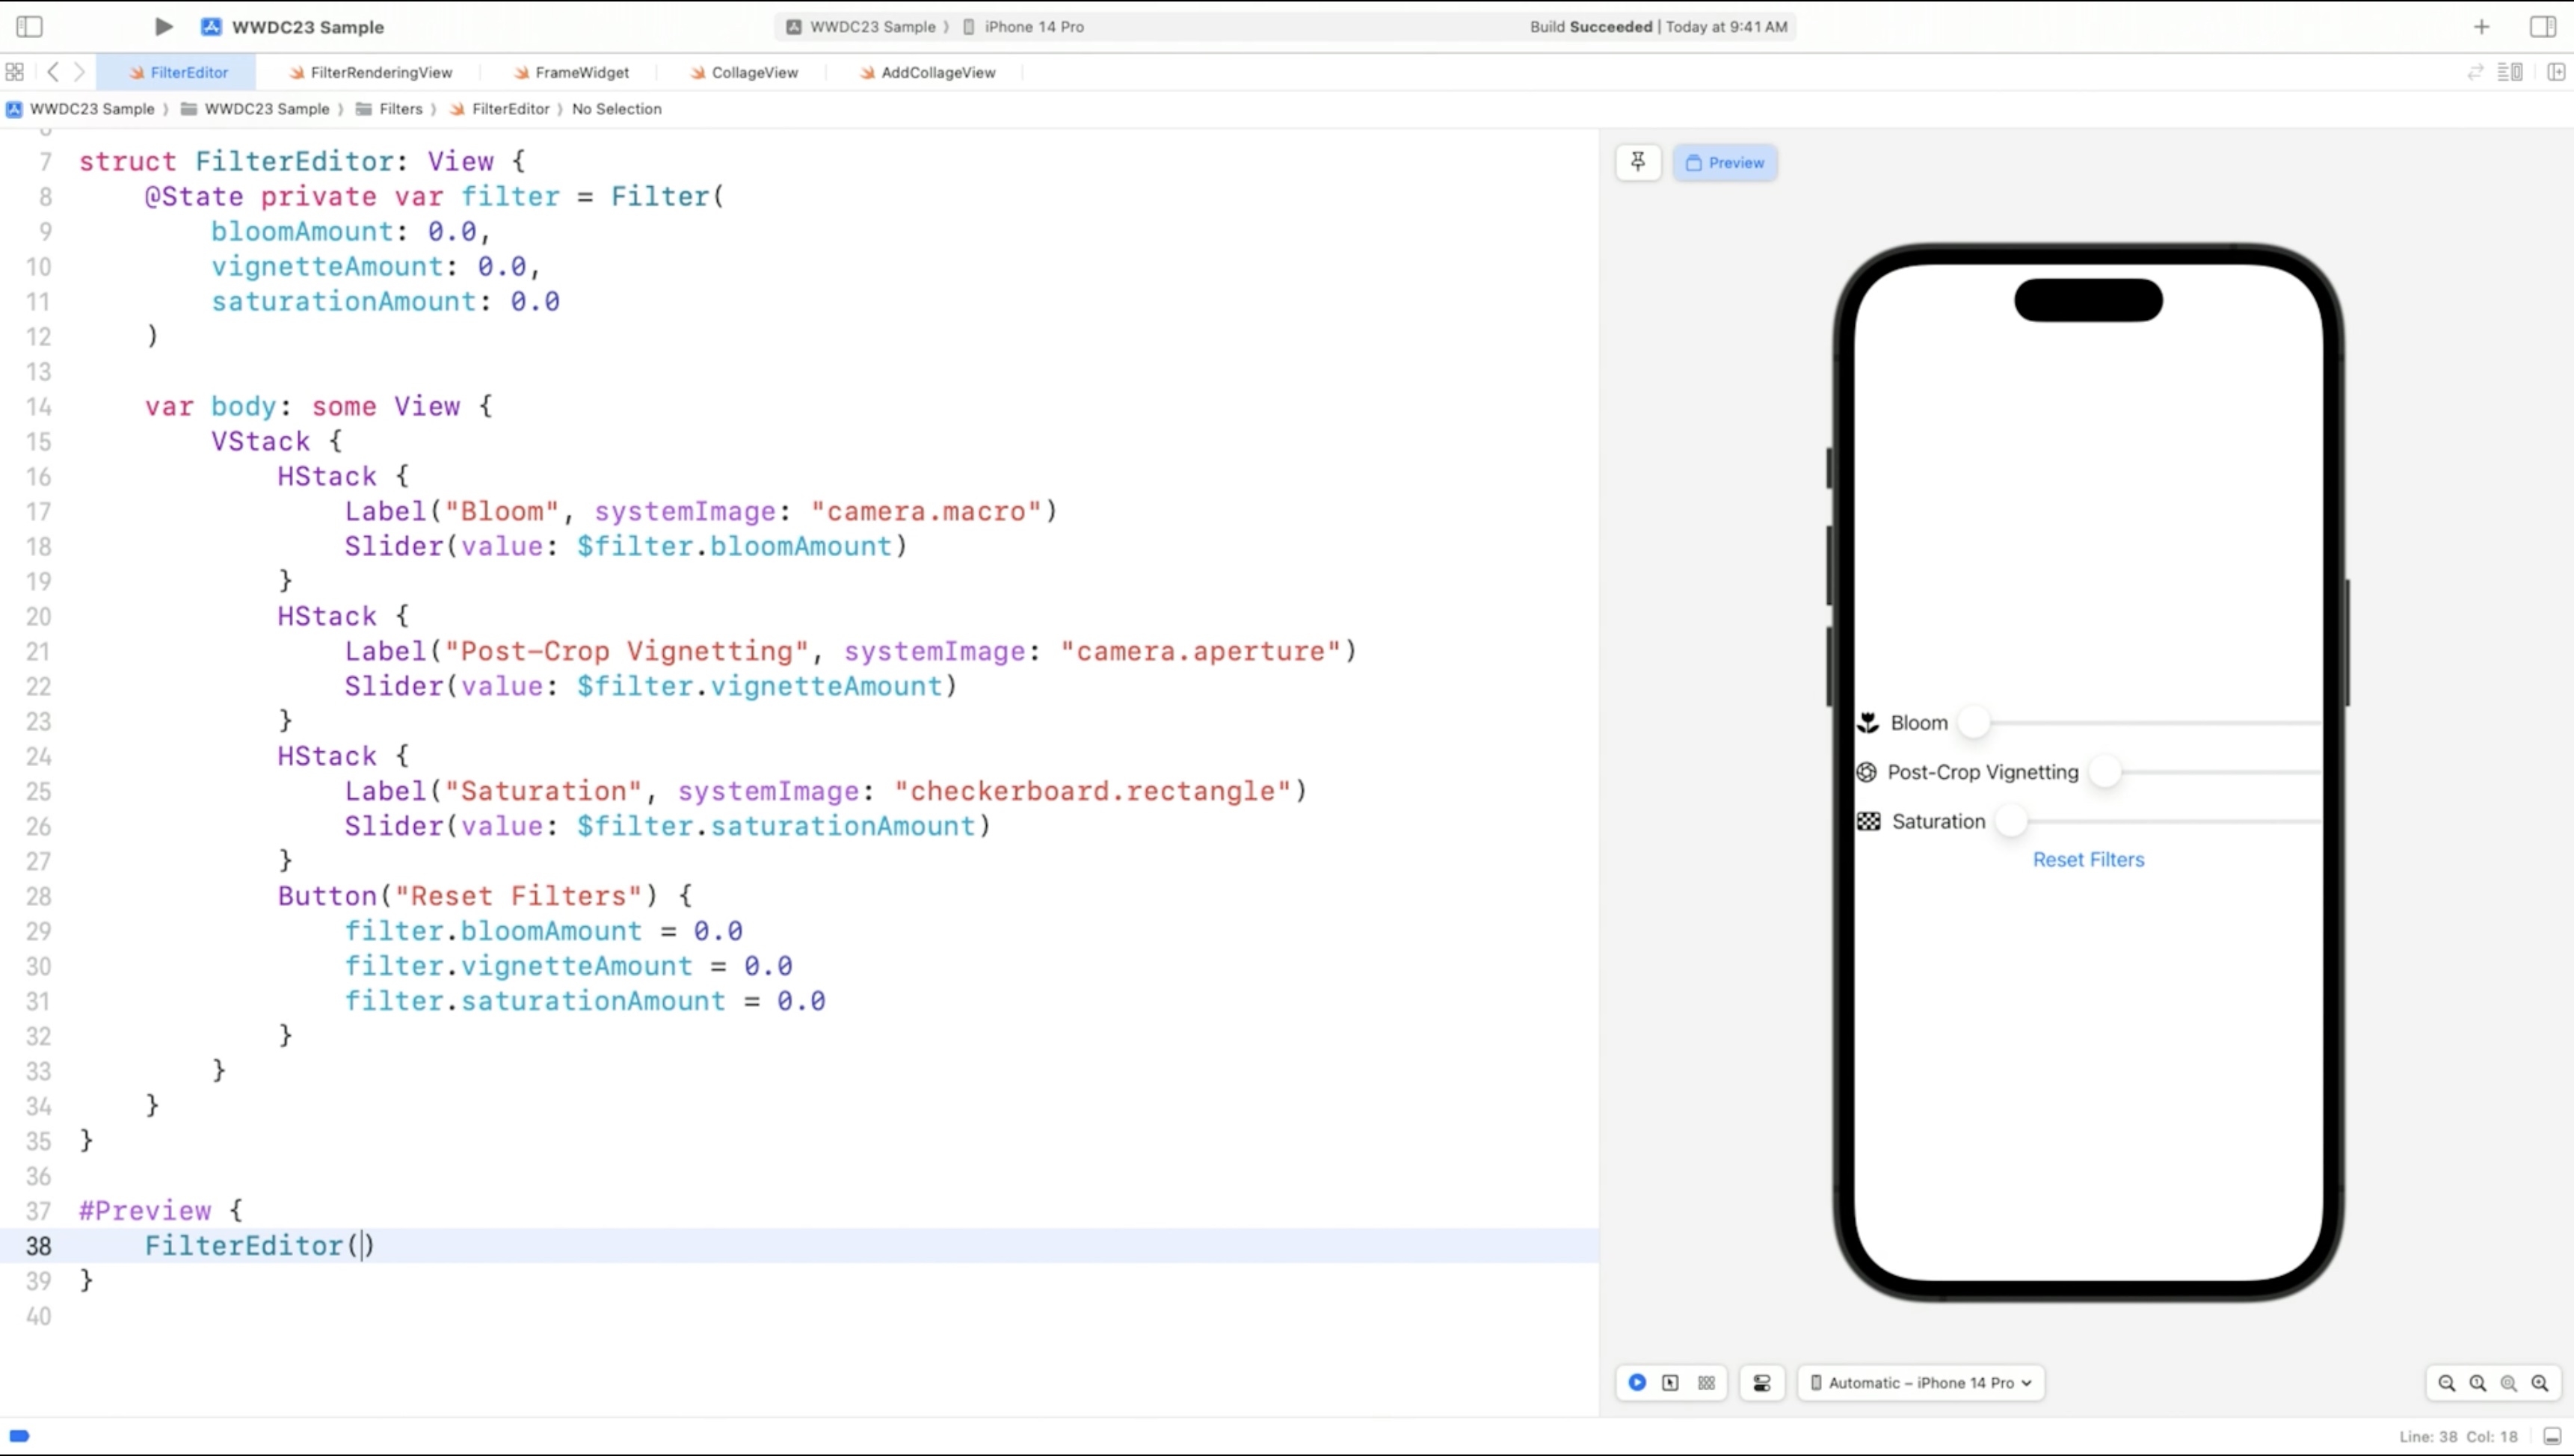 WWDC23 Sample
WWDC23 Sample 〉 iPhone 14 Pro
Build Succeeded | Today at 9:41 AM
FilterEditor
FilterRenderingView
FrameWidget
CollageView
AddCollageView
WWDC23 Sample 〉 WWDC23 Sample 〉 Filters 〉 FilterEditor 〉 No Selection
7 struct FilterEditor: View {
8 @State private var filter = Filter(
9 bloomAmount: 0.0,
10 vignetteAmount: 0.0,
11 saturationAmount: 0.0
12 )
13
14 var body: some View {
15 VStack {
16 HStack {
17 Label("Bloom", systemImage: "camera.macro")
18 Slider(value: $filter.bloomAmount)
19 }
20 HStack {
21 Label("Post-Crop Vignetting", systemImage: "camera.aperture")
22 Slider(value: $filter.vignetteAmount)
23 }
24 HStack {
25 Label("Saturation", systemImage: "checkerboard.rectangle")
26 Slider(value: $filter.saturationAmount)
27 }
28 Button("Reset Filters") {
29 filter.bloomAmount = 0.0
30 filter.vignetteAmount = 0.0
31 filter.saturationAmount = 0.0
32 }
33 }
34 }
35 }
36
37 #Preview {
38 FilterEditor()
39 }
40
Preview
Bloom
Post-Crop Vignetting
Saturation
Reset Filters
Automatic – iPhone 14 Pro
Line: 38 Col: 18